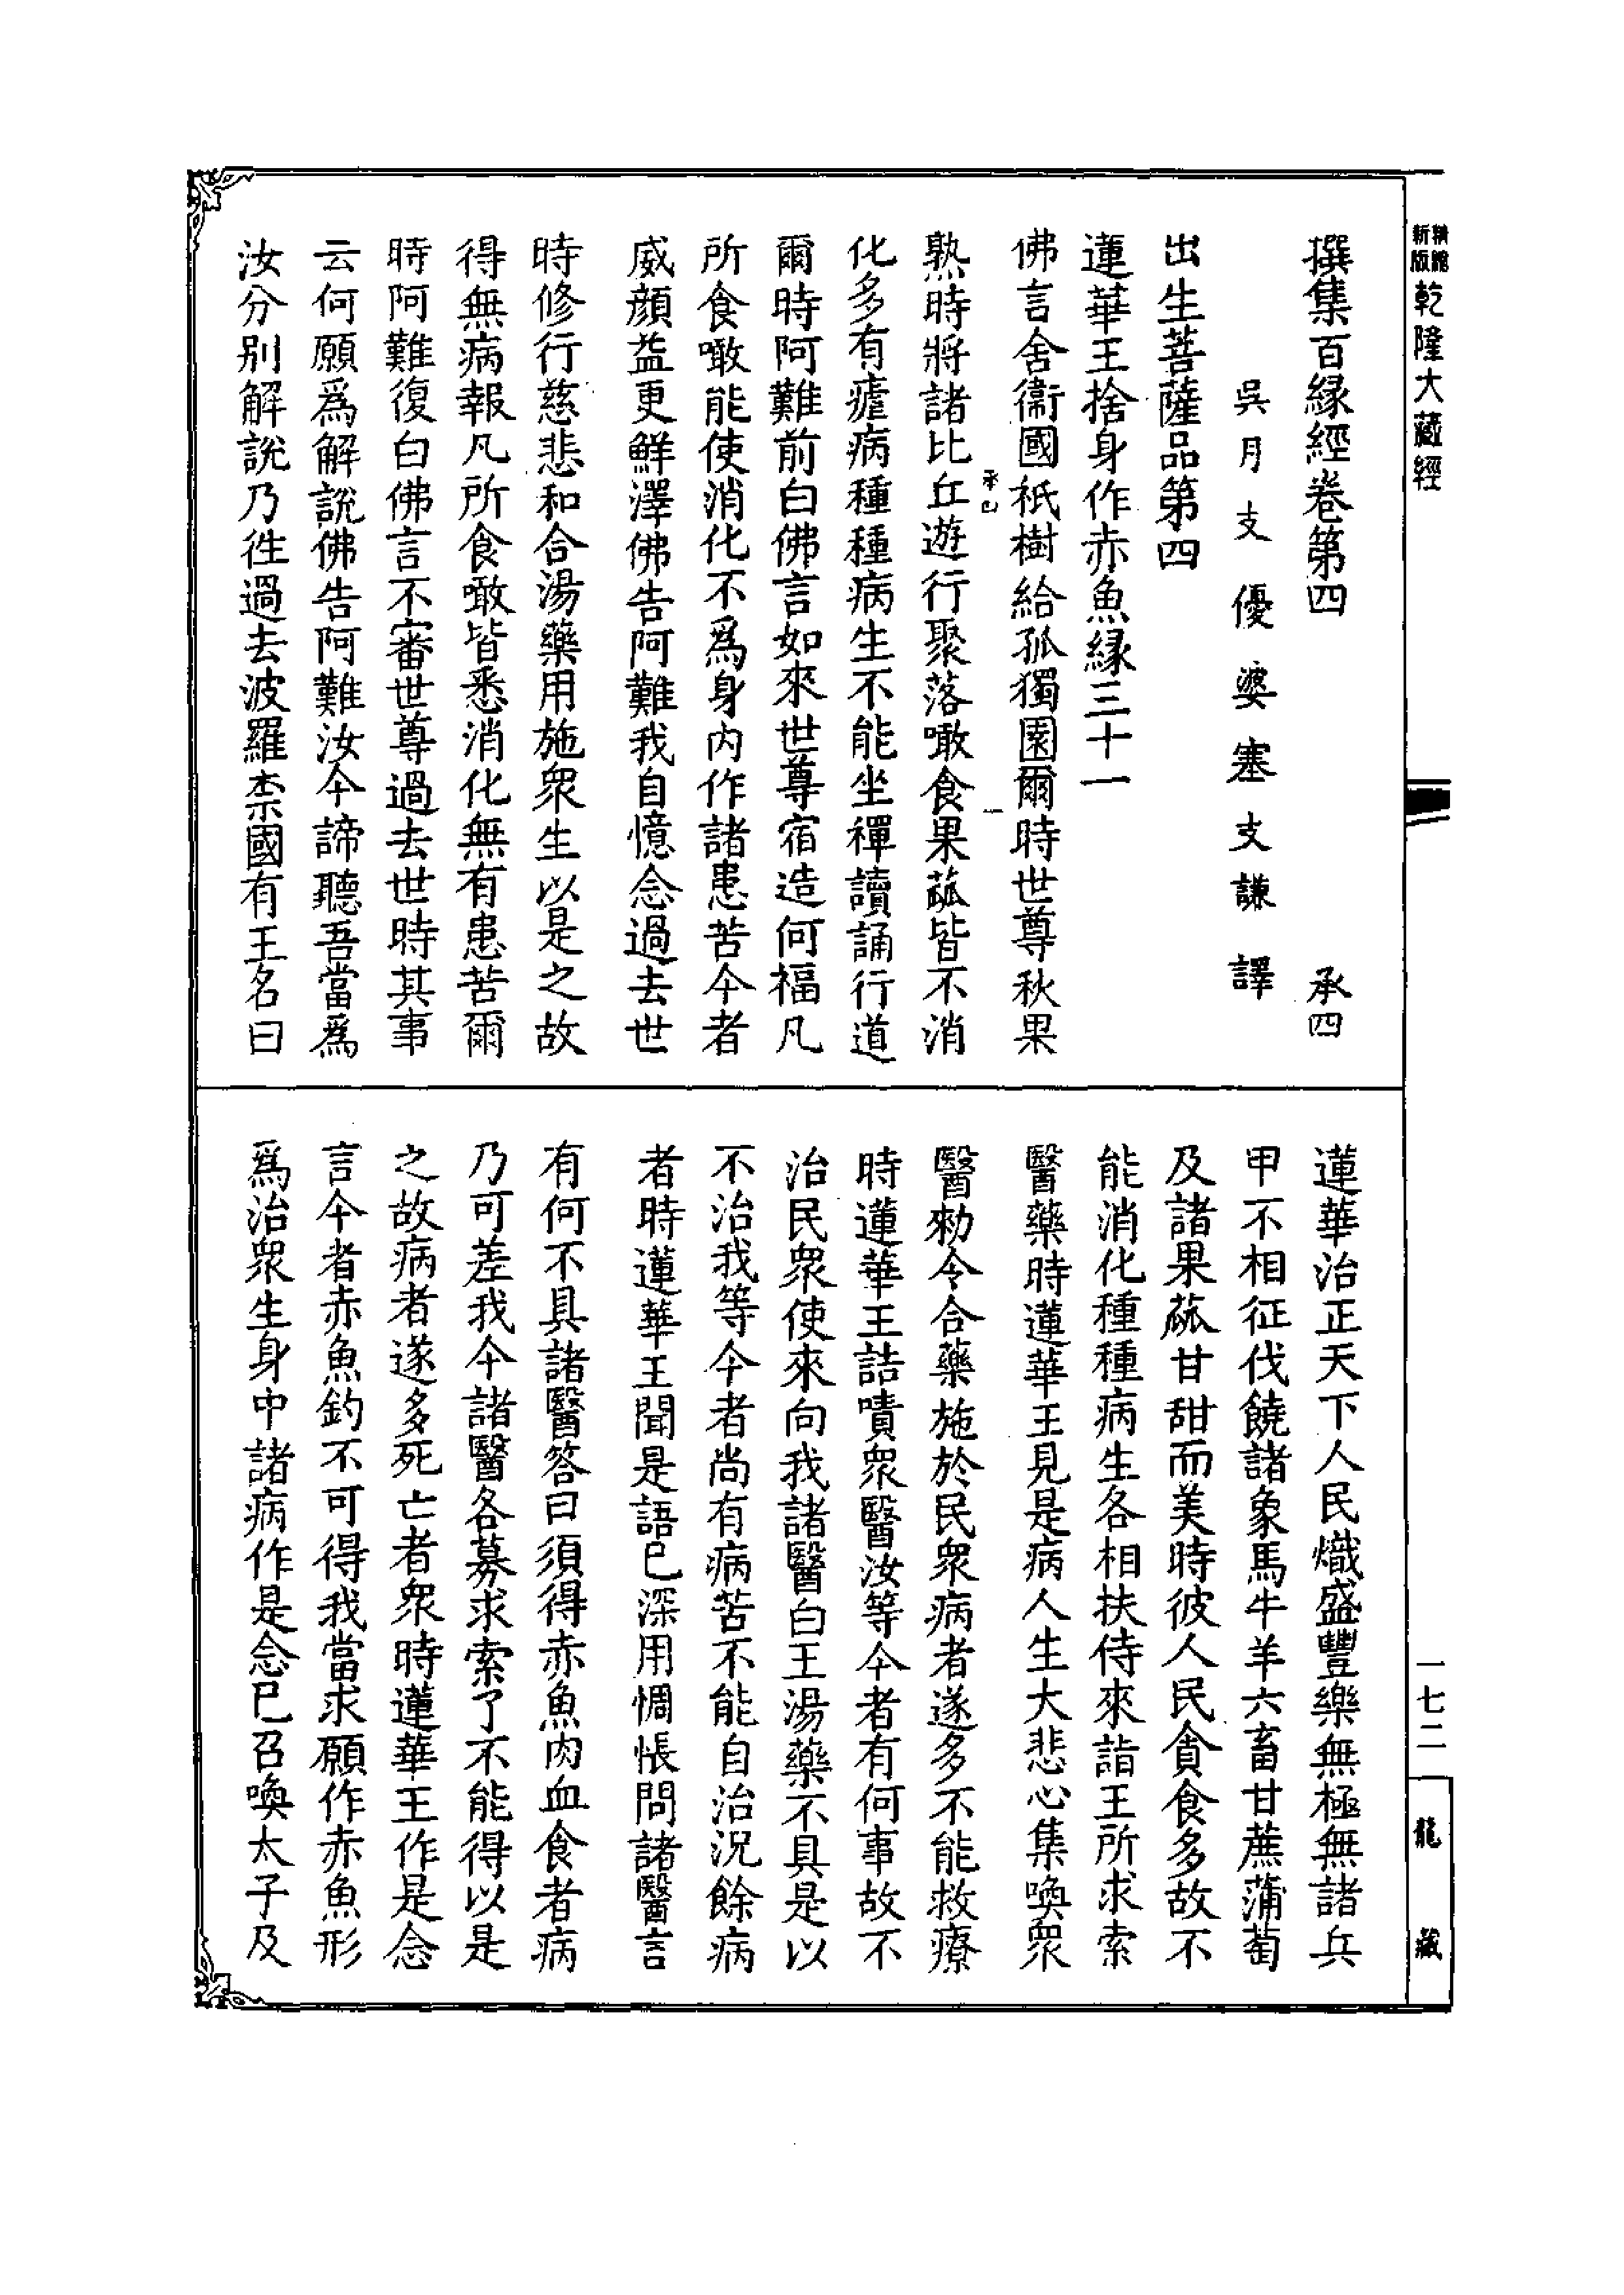 新版
精縮
乾隆大藏經
撰集百緣經卷第四 承四
吳月支優婆塞支謙譯
出生菩薩品第四
蓮華王捨身作赤魚緣三十一
佛言舍衞國祇樹給孤獨園爾時世尊秋果
熟時將諸比丘遊行聚落噉食果蓏皆不消
化多有瘧病種種病生不能坐禪讀誦行道
爾時阿難前白佛言如來世尊宿造何福凡
所食噉能使消化不爲身內作諸患苦今者
威顏益更鮮澤佛告阿難我自憶念過去世
時修行慈悲和合湯藥用施眾生以是之故
得無病報凡所食噉皆悉消化無有患苦爾
時阿難復白佛言不審世尊過去世時其事
云何願爲解說佛告阿難汝今諦聽吾當爲
汝分別解說乃徃過去波羅柰國有王名曰
蓮華治正天下人民熾盛豐樂無極無諸兵
甲不相征伐饒諸象馬牛羊六畜甘蔗蒲萄
及諸果蓏甘甜而美時彼人民貪食多故不
能消化種種病生各相扶侍來詣王所求索
醫藥時蓮華王見是病人生大悲心集喚眾
醫勑令合藥施於民眾病者遂多不能救療
時蓮華王詰嘖眾醫汝等今者有何事故不
治民眾使來向我諸醫白王湯藥不具是以
不治我等今者尚有病苦不能自治況餘病
者時蓮華王聞是語已深用惆悵問諸醫言
有何不具諸醫答曰須得赤魚肉血食者病
乃可差我今諸醫各募求索了不能得以是
之故病者遂多死亡者眾時蓮華王作是念
言今者赤魚釣不可得我當求願作赤魚形
爲治眾生身中諸病作是念已召喚太子及
一七二
龍藏